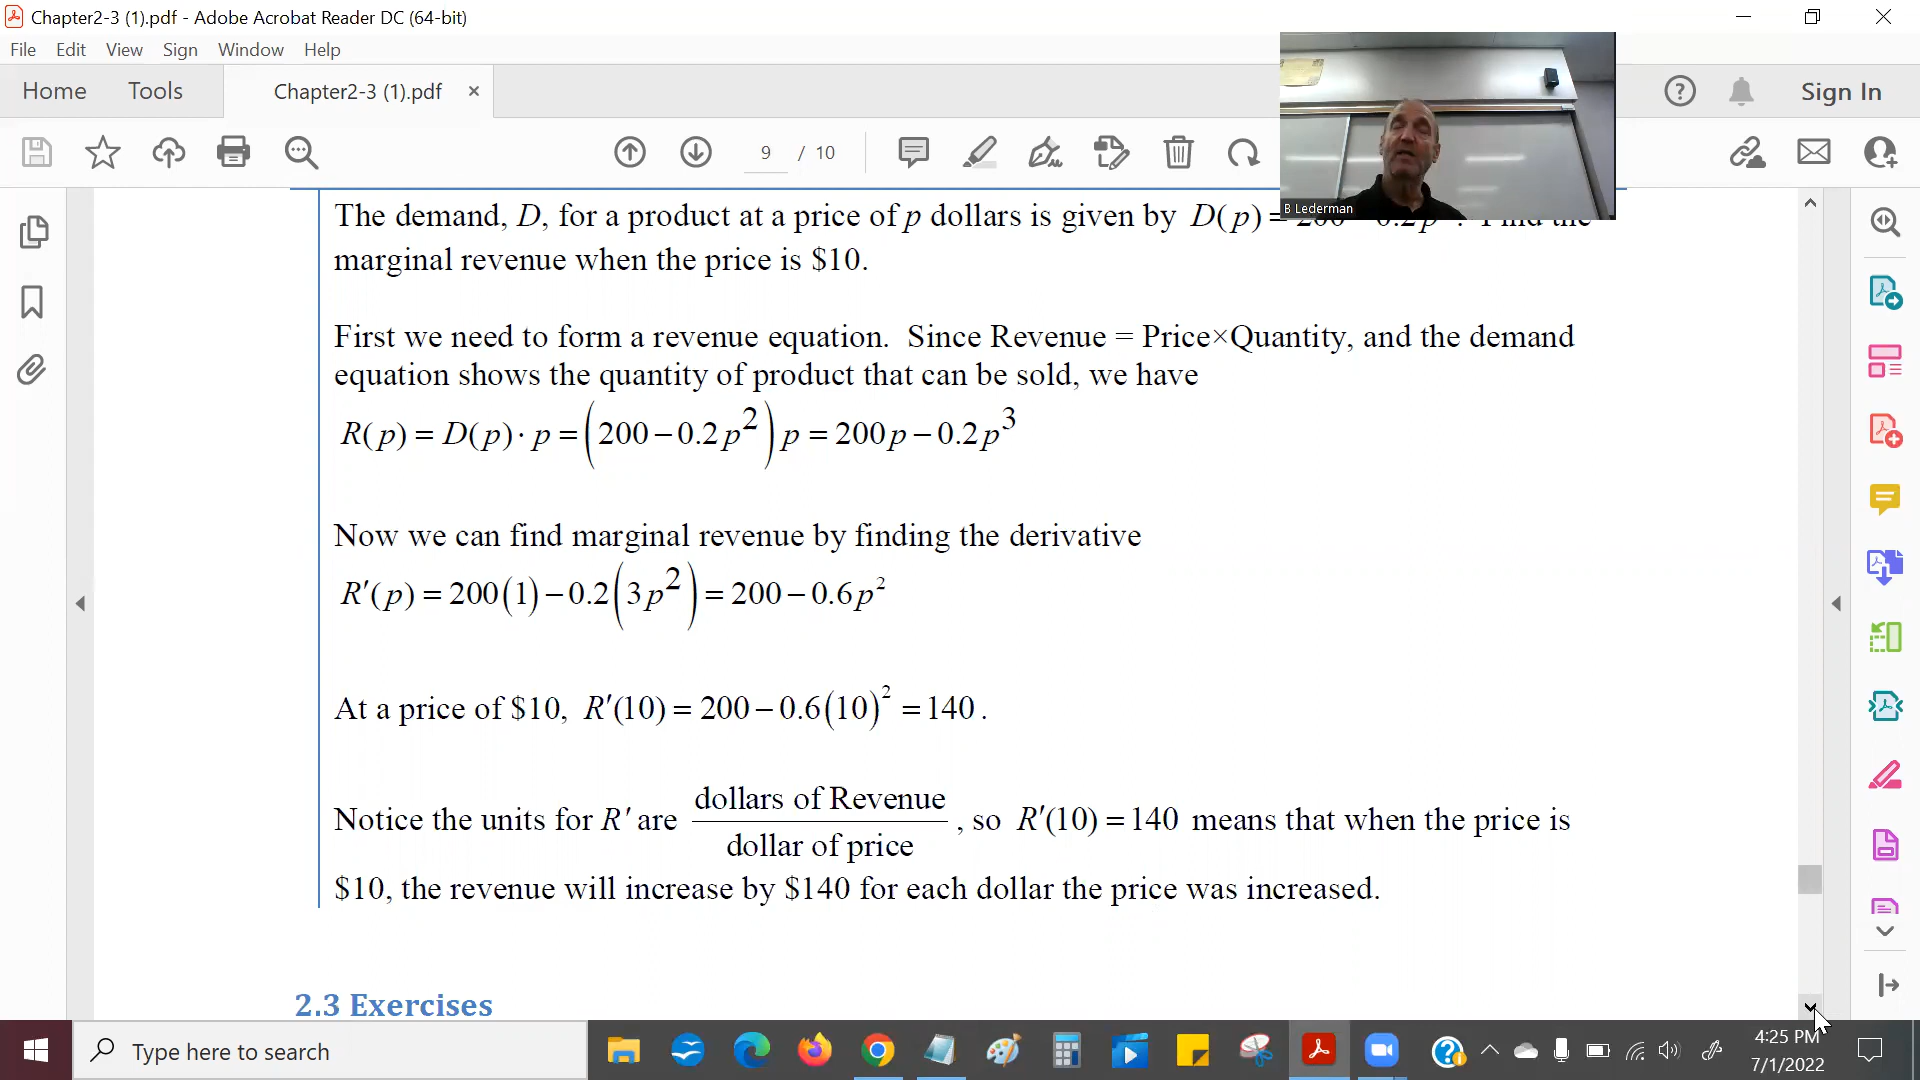 Chapter2-3 (1).pdf - Adobe Acrobat Reader DC (64-bit)
File Edit View Sign Window Help
Home Tools Chapter2-3 (1).pdf × Sign In
9 / 10
B Lederman
The demand, D, for a product at a price of p dollars is given by D(p) = 200 − 0.2p . Find the
marginal revenue when the price is $10.
First we need to form a revenue equation. Since Revenue = Price×Quantity, and the demand
equation shows the quantity of product that can be sold, we have
R(p) = D(p) · p = (200 − 0.2p²) p = 200p − 0.2p³
Now we can find marginal revenue by finding the derivative
R′(p) = 200(1) − 0.2(3p²) = 200 − 0.6p²
At a price of $10, R′(10) = 200 − 0.6(10)² = 140 .
Notice the units for R′ are dollars of Revenue / dollar of price , so R′(10) = 140 means that when the price is
$10, the revenue will increase by $140 for each dollar the price was increased.
2.3 Exercises
Type here to search
4:25 PM
7/1/2022